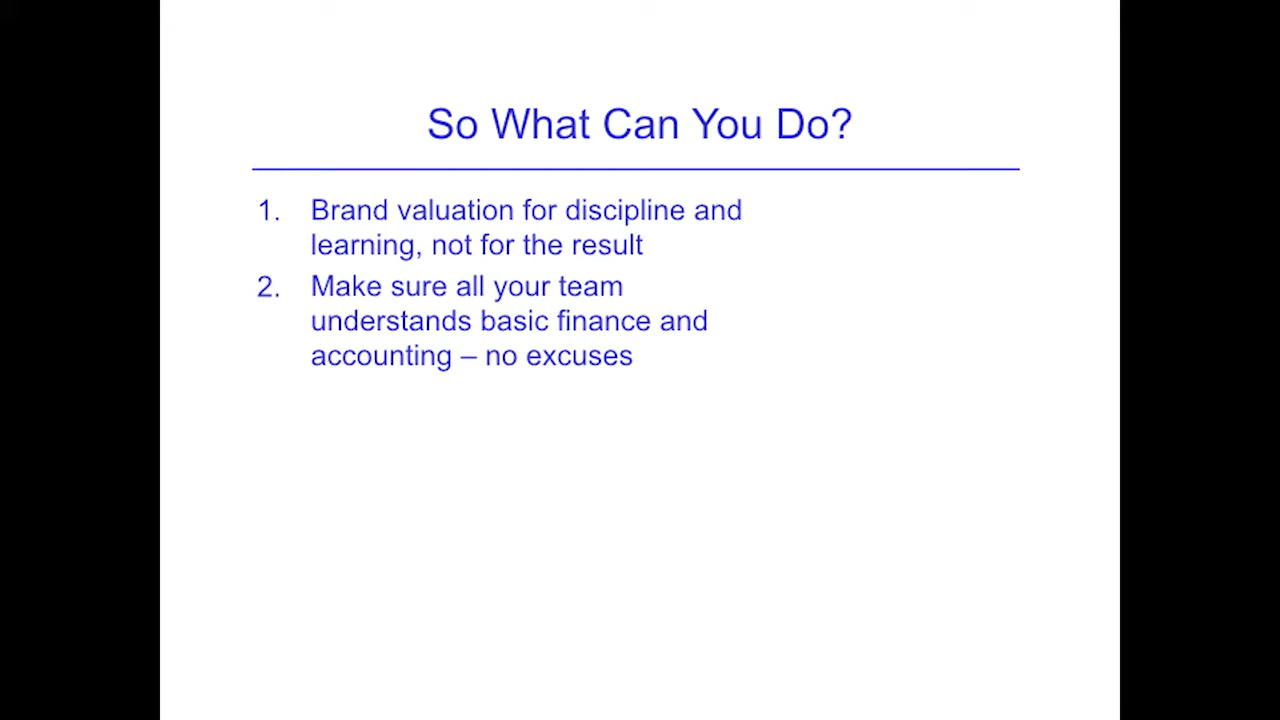 So What Can You Do?
1. Brand valuation for discipline and
learning, not for the result
2. Make sure all your team
understands basic finance and
accounting – no excuses